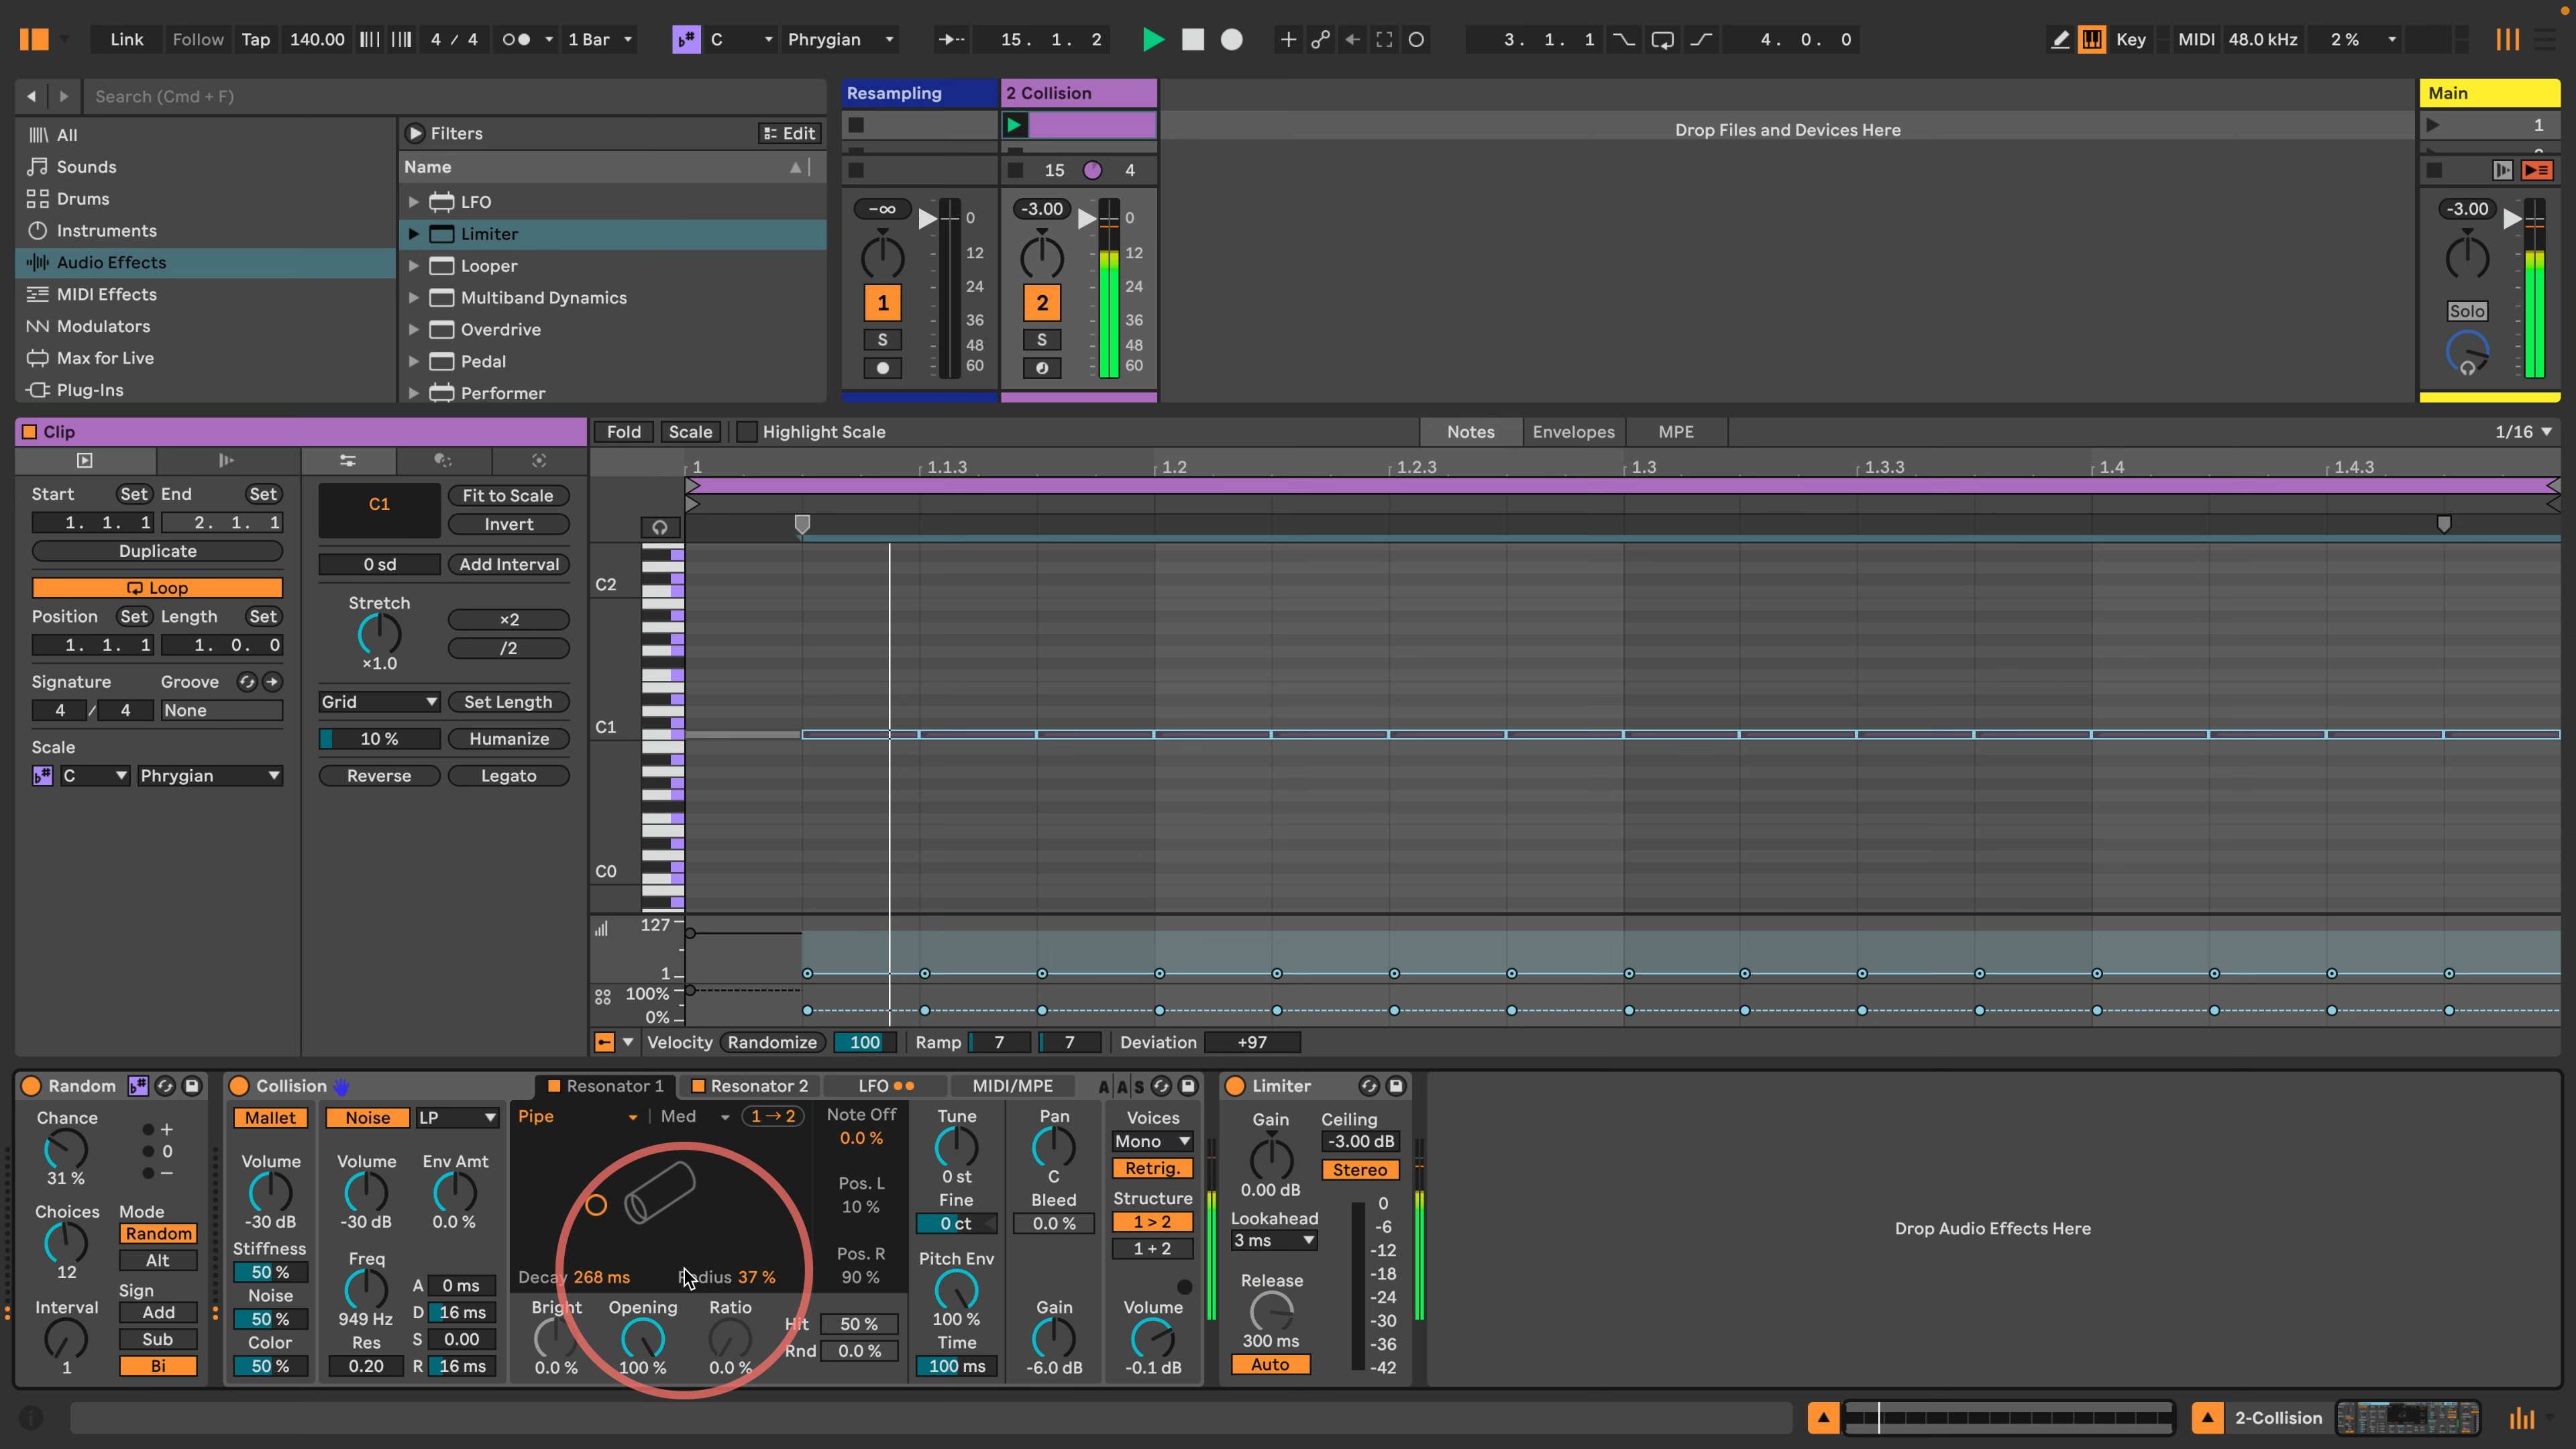 Link Follow Tap 140.00 4 / 4 1 Bar C Phrygian 15. 1. 2 3. 1. 1 4. 0. 0 Key MIDI 48.0 kHz 2 %
Search (Cmd + F)
All
Sounds
Drums
Instruments
Audio Effects
MIDI Effects
Modulators
Max for Live
Plug-Ins
Filters Edit
Name
LFO
Limiter
Looper
Multiband Dynamics
Overdrive
Pedal
Performer
Resampling 2 Collision
15 4
-∞ 0 -3.00 0
12 12
24 24
1 2
36 36
S 48 S 48
60 60
Drop Files and Devices Here
Main
1
-3.00
Solo
Clip
Start Set End Set
1. 1. 1 2. 1. 1
Duplicate
Loop
Position Set Length Set
1. 1. 1 1. 0. 0
Signature Groove
4 / 4 None
Scale
C Phrygian
C1 Fit to Scale
Invert
0 sd Add Interval
Stretch
×2
/2
×1.0
Grid Set Length
10 % Humanize
Reverse Legato
Fold Scale Highlight Scale Notes Envelopes MPE 1/16
1 1.1.3 1.2 1.2.3 1.3 1.3.3 1.4 1.4.3
C2
C1
C0
127
1
100%
0%
Velocity Randomize 100 Ramp 7 7 Deviation +97
Random
Chance
+
0
−
31 %
Choices Mode
Random
Alt
12
Sign
Interval Add
Sub
1 Bi
Collision Resonator 1 Resonator 2 LFO MIDI/MPE A A S
Mallet Noise LP
Volume Volume Env Amt
-30 dB -30 dB 0.0 %
Stiffness
50 %
Noise
50 %
Color
50 %
Freq
949 Hz
Res
0.20
A 0 ms
D 16 ms
S 0.00
R 16 ms
Pipe Med 1→2
Decay 268 ms Radius 37 %
Bright Opening Ratio
0.0 % 100 % 0.0 %
Note Off
0.0 %
Pos. L
10 %
Pos. R
90 %
Hit 50 %
Rnd 0.0 %
Tune
0 st
Fine
0 ct
Pitch Env
100 %
Time
100 ms
Pan
C
Bleed
0.0 %
Gain
-6.0 dB
Voices
Mono
Retrig.
Structure
1 > 2
1 + 2
Volume
-0.1 dB
Limiter
Gain Ceiling
-3.00 dB
Stereo
0.00 dB
Lookahead
3 ms
Release
300 ms
Auto
0
-6
-12
-18
-24
-30
-36
-42
Drop Audio Effects Here
2-Collision